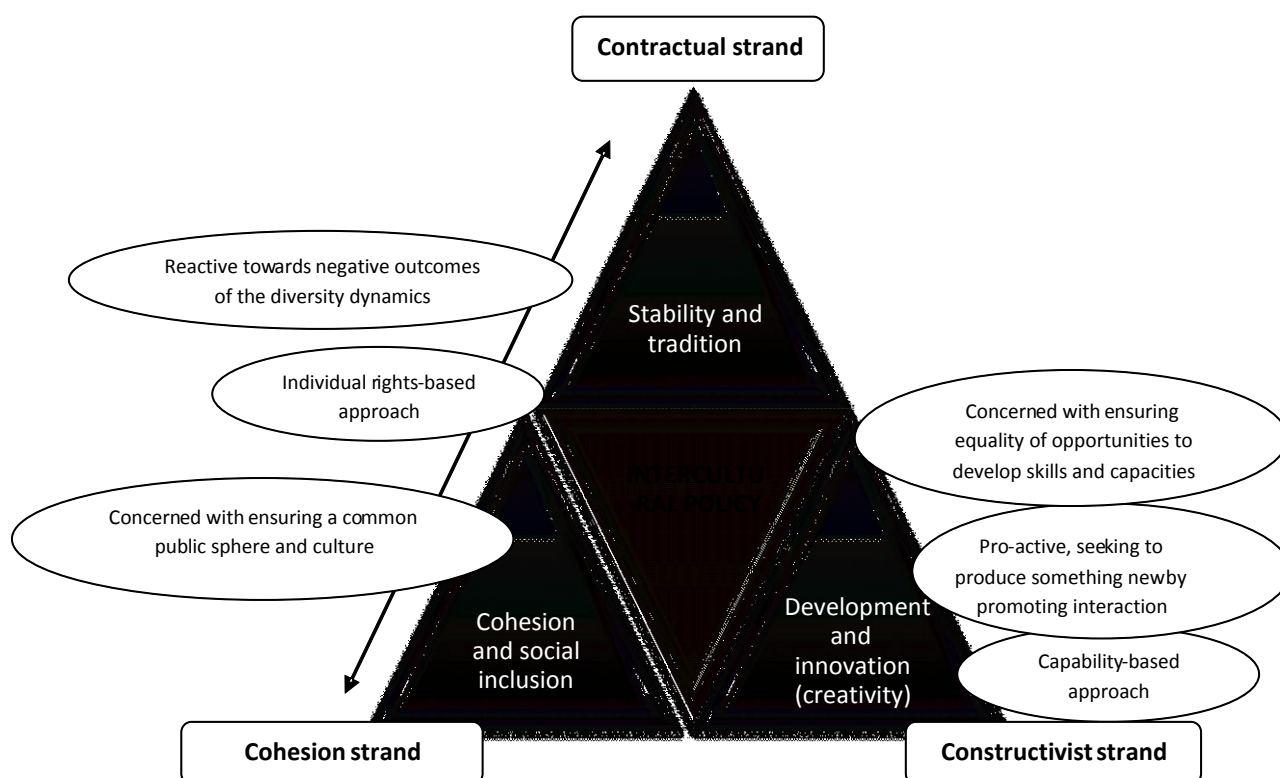 Contractual strand
Reactive towards negative outcomes
of the diversity dynamics
Stability and
tradition
Individual rights-based
approach
Concerned with ensuring
equality of opportunities to
develop skills and capacities
INTERCULTU
-RAL POLICY
Concerned with ensuring a common
public sphere and culture
Pro-active, seeking to
produce something newby
promoting interaction
Cohesion
and social
inclusion
Development
and
innovation
(creativity)
Capability-based
approach
Cohesion strand
Constructivist strand